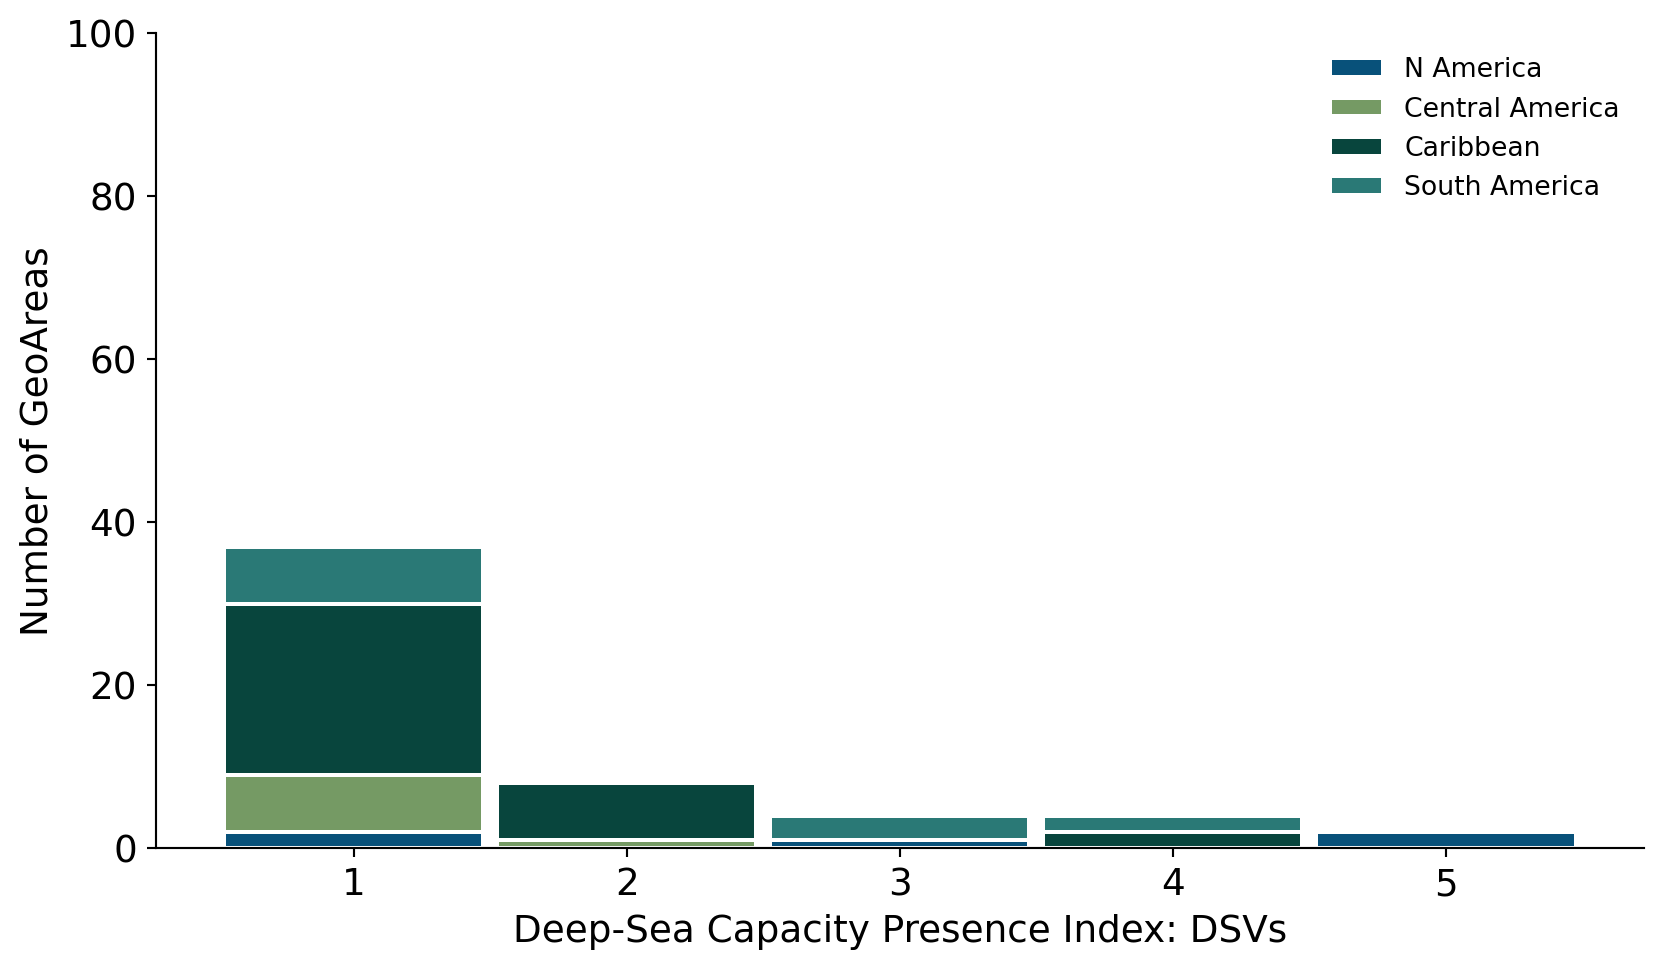 100
80
60
40
20
0
Number of GeoAreas
N America
Central America
Caribbean
South America
1 2 3 4 5
Deep-Sea Capacity Presence Index: DSVs